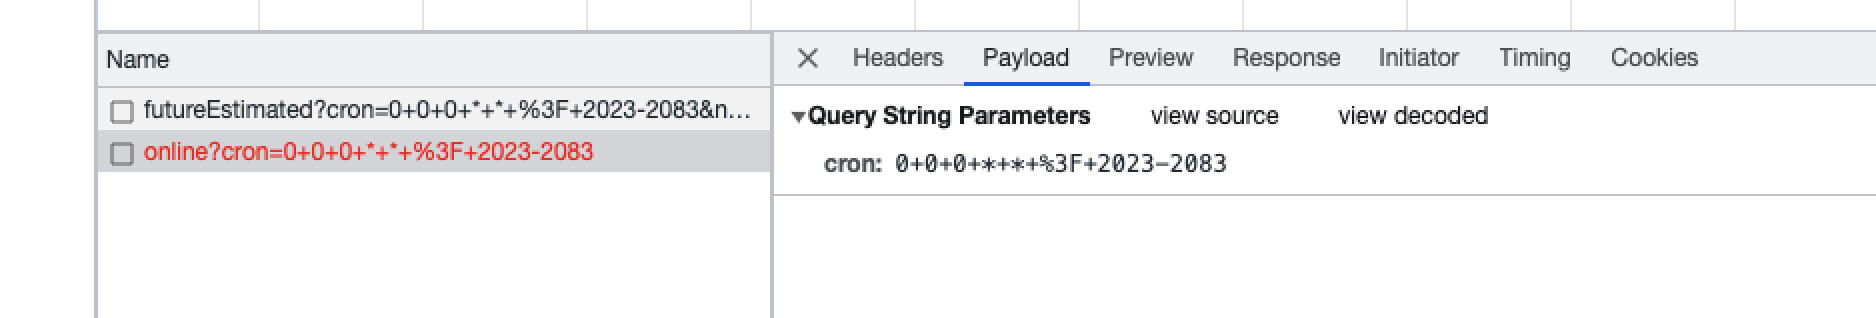 Name
futureEstimated?cron=0+0+0+*+*+%3F+2023-2083&n...
online?cron=0+0+0+*+*+%3F+2023-2083
Headers Payload Preview Response Initiator Timing Cookies
Query String Parameters view source view decoded
cron: 0+0+0+*+*+%3F+2023-2083